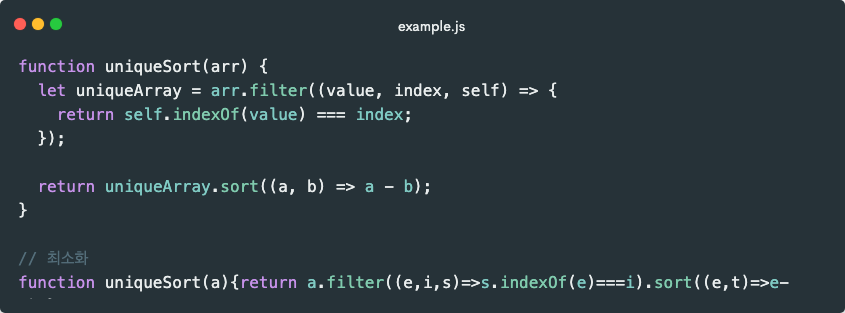 example.js
function uniqueSort(arr) {
  let uniqueArray = arr.filter((value, index, self) => {
    return self.indexOf(value) === index;
  });

  return uniqueArray.sort((a, b) => a - b);
}

// 최소화
function uniqueSort(a){return a.filter((e,i,s)=>s.indexOf(e)===i).sort((e,t)=>e-